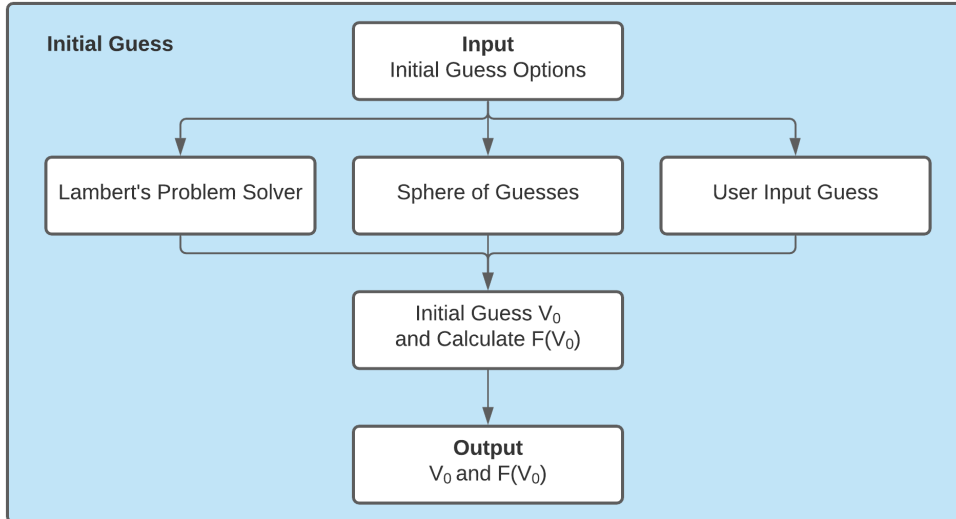 Initial Guess
Input
Initial Guess Options
Lambert's Problem Solver
Sphere of Guesses
User Input Guess
Initial Guess V₀
and Calculate F(V₀)
Output
V₀ and F(V₀)